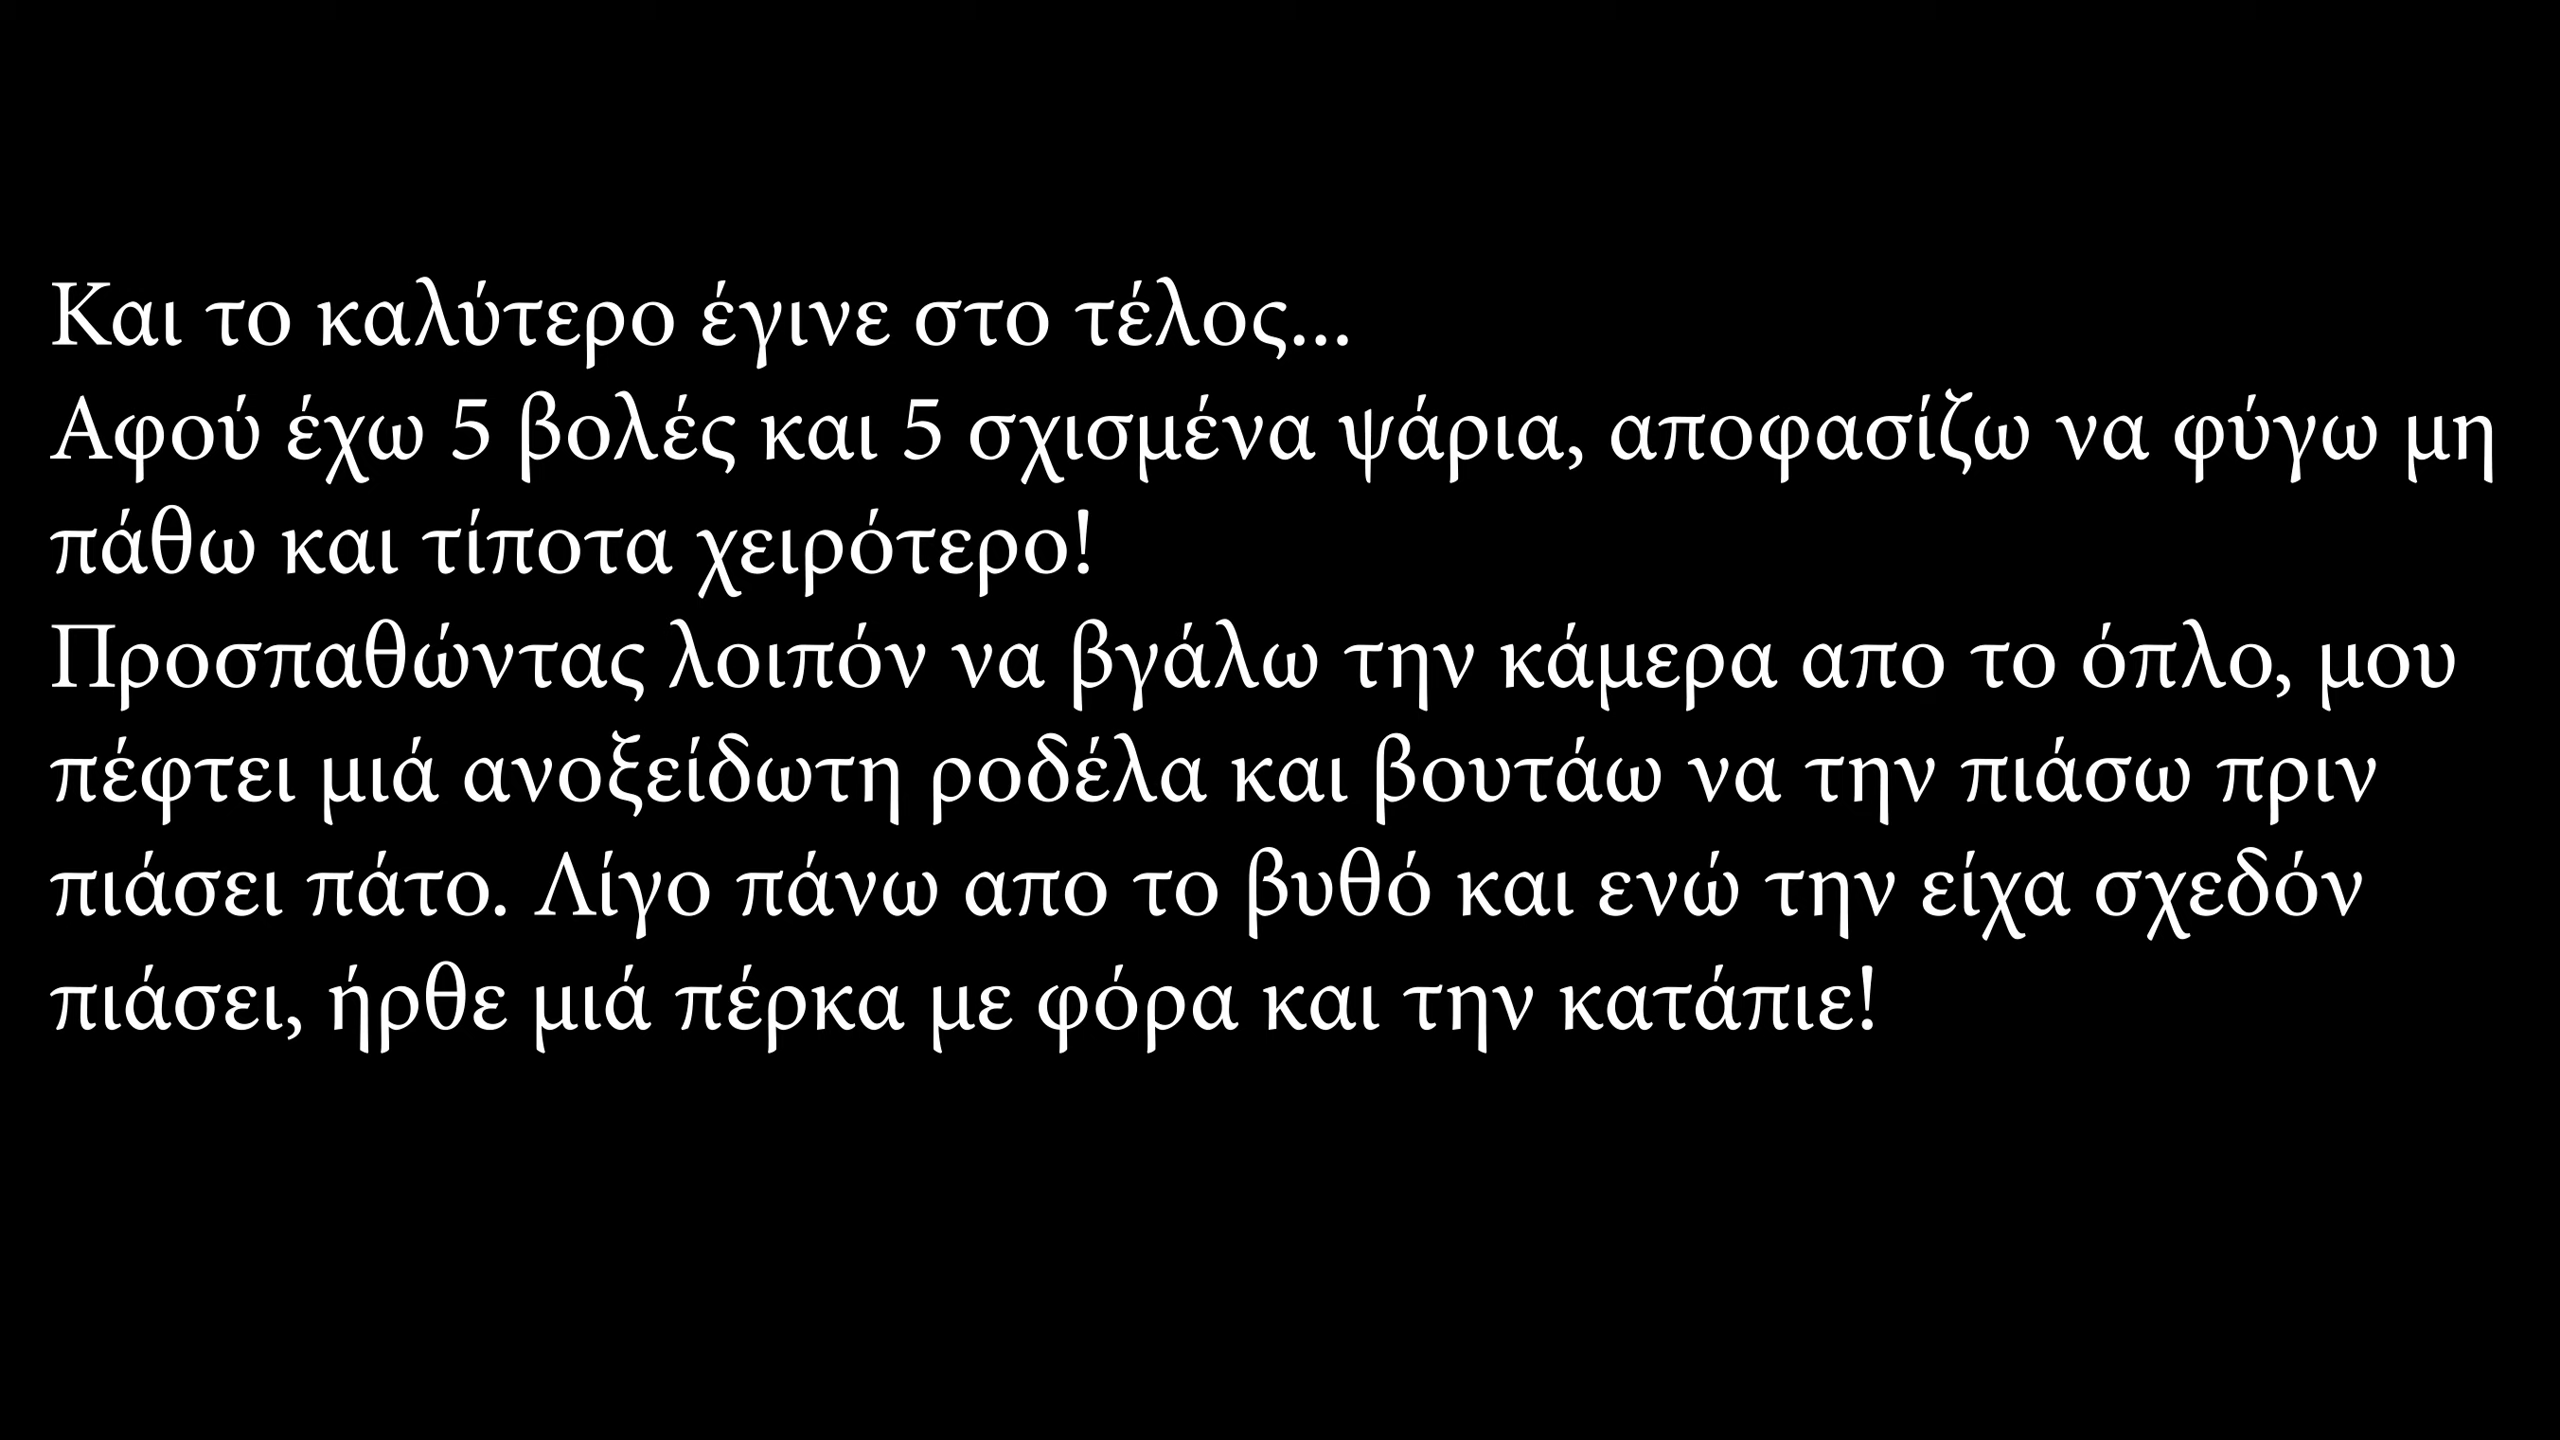 Και το καλύτερο έγινε στο τέλος...
Αφού έχω 5 βολές και 5 σχισμένα ψάρια, αποφασίζω να φύγω μη
πάθω και τίποτα χειρότερο!
Προσπαθώντας λοιπόν να βγάλω την κάμερα απο το όπλο, μου
πέφτει μιά ανοξείδωτη ροδέλα και βουτάω να την πιάσω πριν
πιάσει πάτο. Λίγο πάνω απο το βυθό και ενώ την είχα σχεδόν
πιάσει, ήρθε μιά πέρκα με φόρα και την κατάπιε!